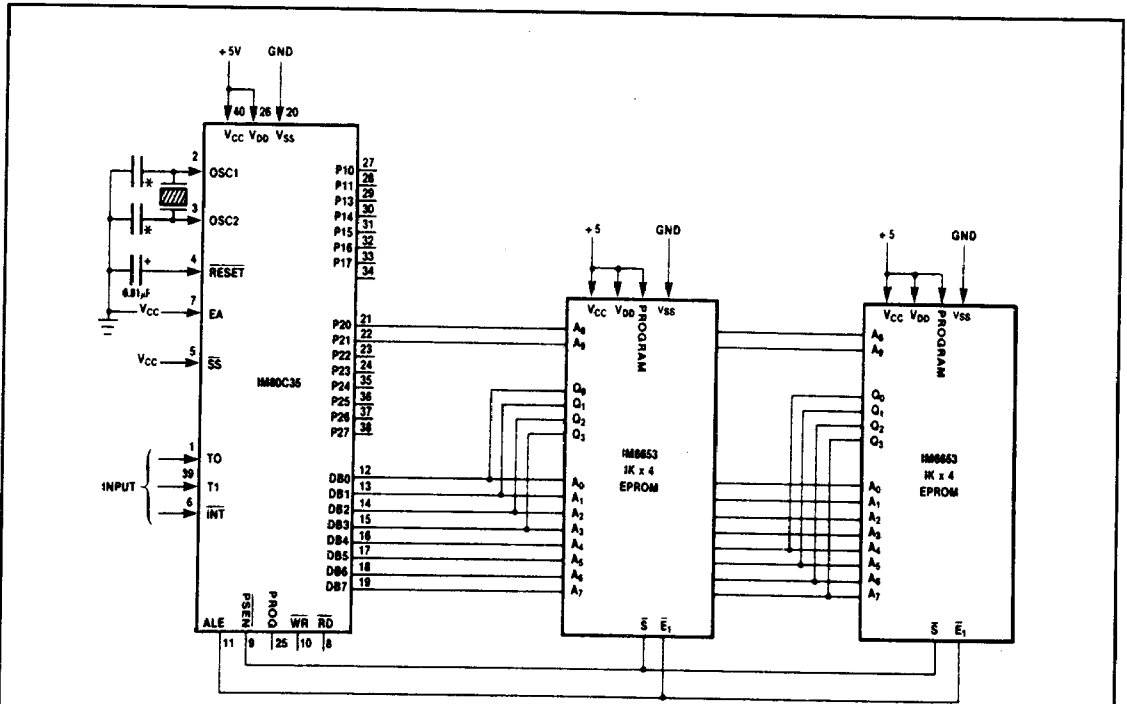 +5V GND
40 26 20
VCC VDD VSS
2 OSC1
*
3 OSC2
*
4 RESET
+
7 EA
VCC
VCC 5 SS
IM80C35
INPUT
1 TO
39 T1
6 INT
P10 27
P11 28
P13 29
P14 30
P15 31
P16 32
P17 33
34
P20 21
P21 22
P22 23
P23 24
P24 35
P25 36
P26 37
P27 38
DB0 12
DB1 13
DB2 14
DB3 15
DB4 16
DB5 17
DB6 18
DB7 19
ALE PSEN PROG WR RD
11 9 25 10 8
+5 GND
VCC VDD PROGRAM VSS
A8
A9
Q0
Q1
Q2
Q3
IM6653
IK x 4
EPROM
A0
A1
A2
A3
A4
A5
A6
A7
S E1
+5 GND
VCC VDD PROGRAM VSS
A8
A9
Q0
Q1
Q2
Q3
IM6653
IK x 4
EPROM
A0
A1
A2
A3
A4
A5
A6
A7
S E1